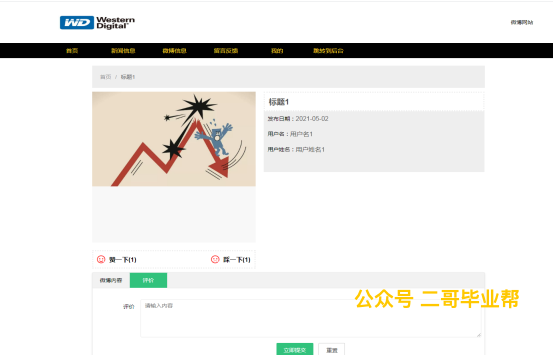 WD Western Digital®
微博网站
首页 新闻信息 微博信息 留言反馈 我的 跳转到后台
首页 / 标题1
标题1
发布日期：2021-05-02
用户名：用户名1
用户姓名：用户姓名1
赞一下(1) 踩一下(1)
微博内容 评价
公众号 二哥毕业帮
评价 请输入内容
立即提交 重置